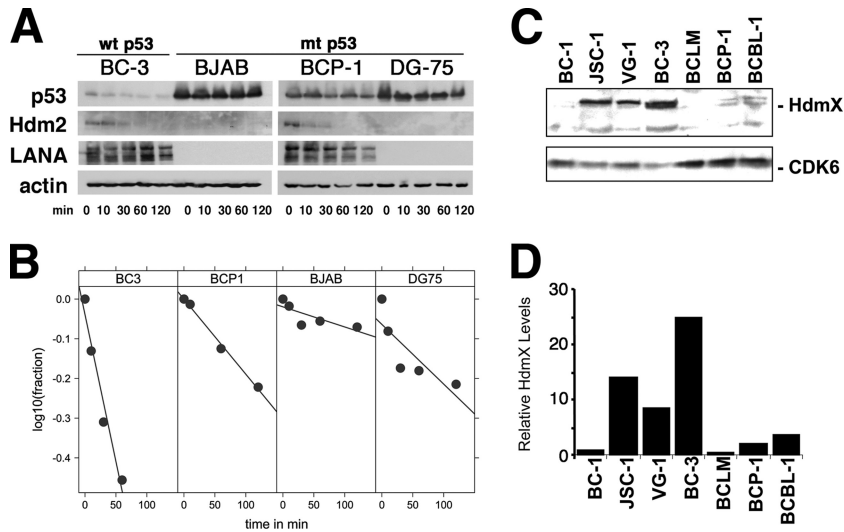 A
wt p53 mt p53
BC-3 BJAB BCP-1 DG-75
p53
Hdm2
LANA
actin
min 0 10 30 60 120 0 10 30 60 120 0 10 30 60 120 0 10 30 60 120
C
BC-1 JSC-1 VG-1 BC-3 BCLM BCP-1 BCBL-1
- HdmX
- CDK6
B
BC3 BCP1 BJAB DG75
log10(fraction)
0.0
-0.1
-0.2
-0.3
-0.4
0 50 100 0 50 100 0 50 100 0 50 100
time in min
D
Relative HdmX Levels
30
20
10
0
BC-1 JSC-1 VG-1 BC-3 BCLM BCP-1 BCBL-1